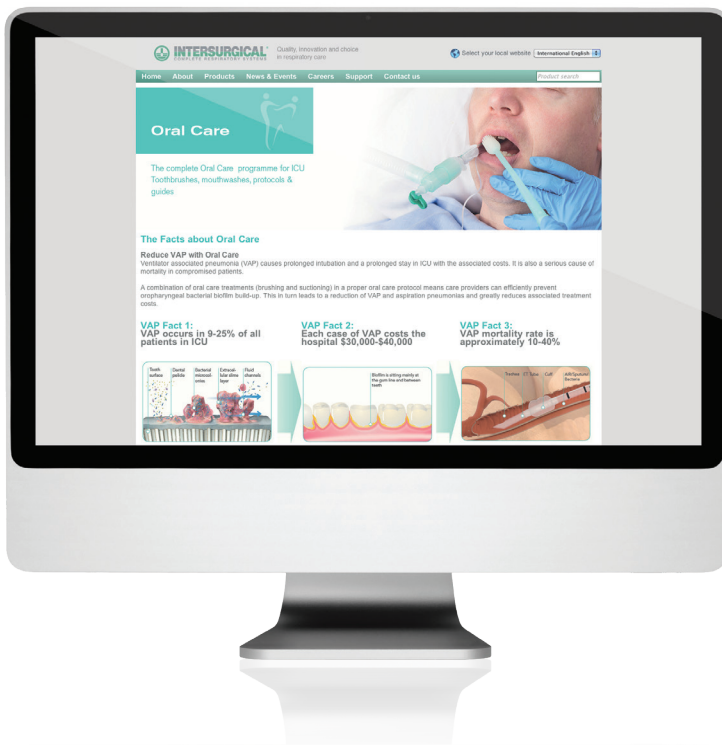 INTERSURGICAL
COMPLETE RESPIRATORY SYSTEMS
Quality, innovation and choice
in respiratory care
Select your local website
International English
Home About Products News & Events Careers Support Contact us
Product search
Oral Care
The complete Oral Care programme for ICU
Toothbrushes, mouthwashes, protocols &
guides
The Facts about Oral Care
Reduce VAP with Oral Care
Ventilator associated pneumonia (VAP) causes prolonged intubation and a prolonged stay in ICU with the associated costs. It is also a serious cause of
mortality in compromised patients.
A combination of oral care treatments (brushing and suctioning) in a proper oral care protocol means care providers can efficiently prevent
oropharyngeal bacterial biofilm build-up. This in turn leads to a reduction of VAP and aspiration pneumonias and greatly reduces associated treatment
costs.
VAP Fact 1:
VAP occurs in 9-25% of all
patients in ICU
VAP Fact 2:
Each case of VAP costs the
hospital $30,000-$40,000
VAP Fact 3:
VAP mortality rate is
approximately 10-40%
Tooth
surface
Dental
pellicle
Bacterial
microcol-
onies
Extracel-
lular slime
layer
Fluid
channels
Biofilm is sitting mainly at
the gum line and between
teeth
Trachea ET Tube Cuff
Bacteria